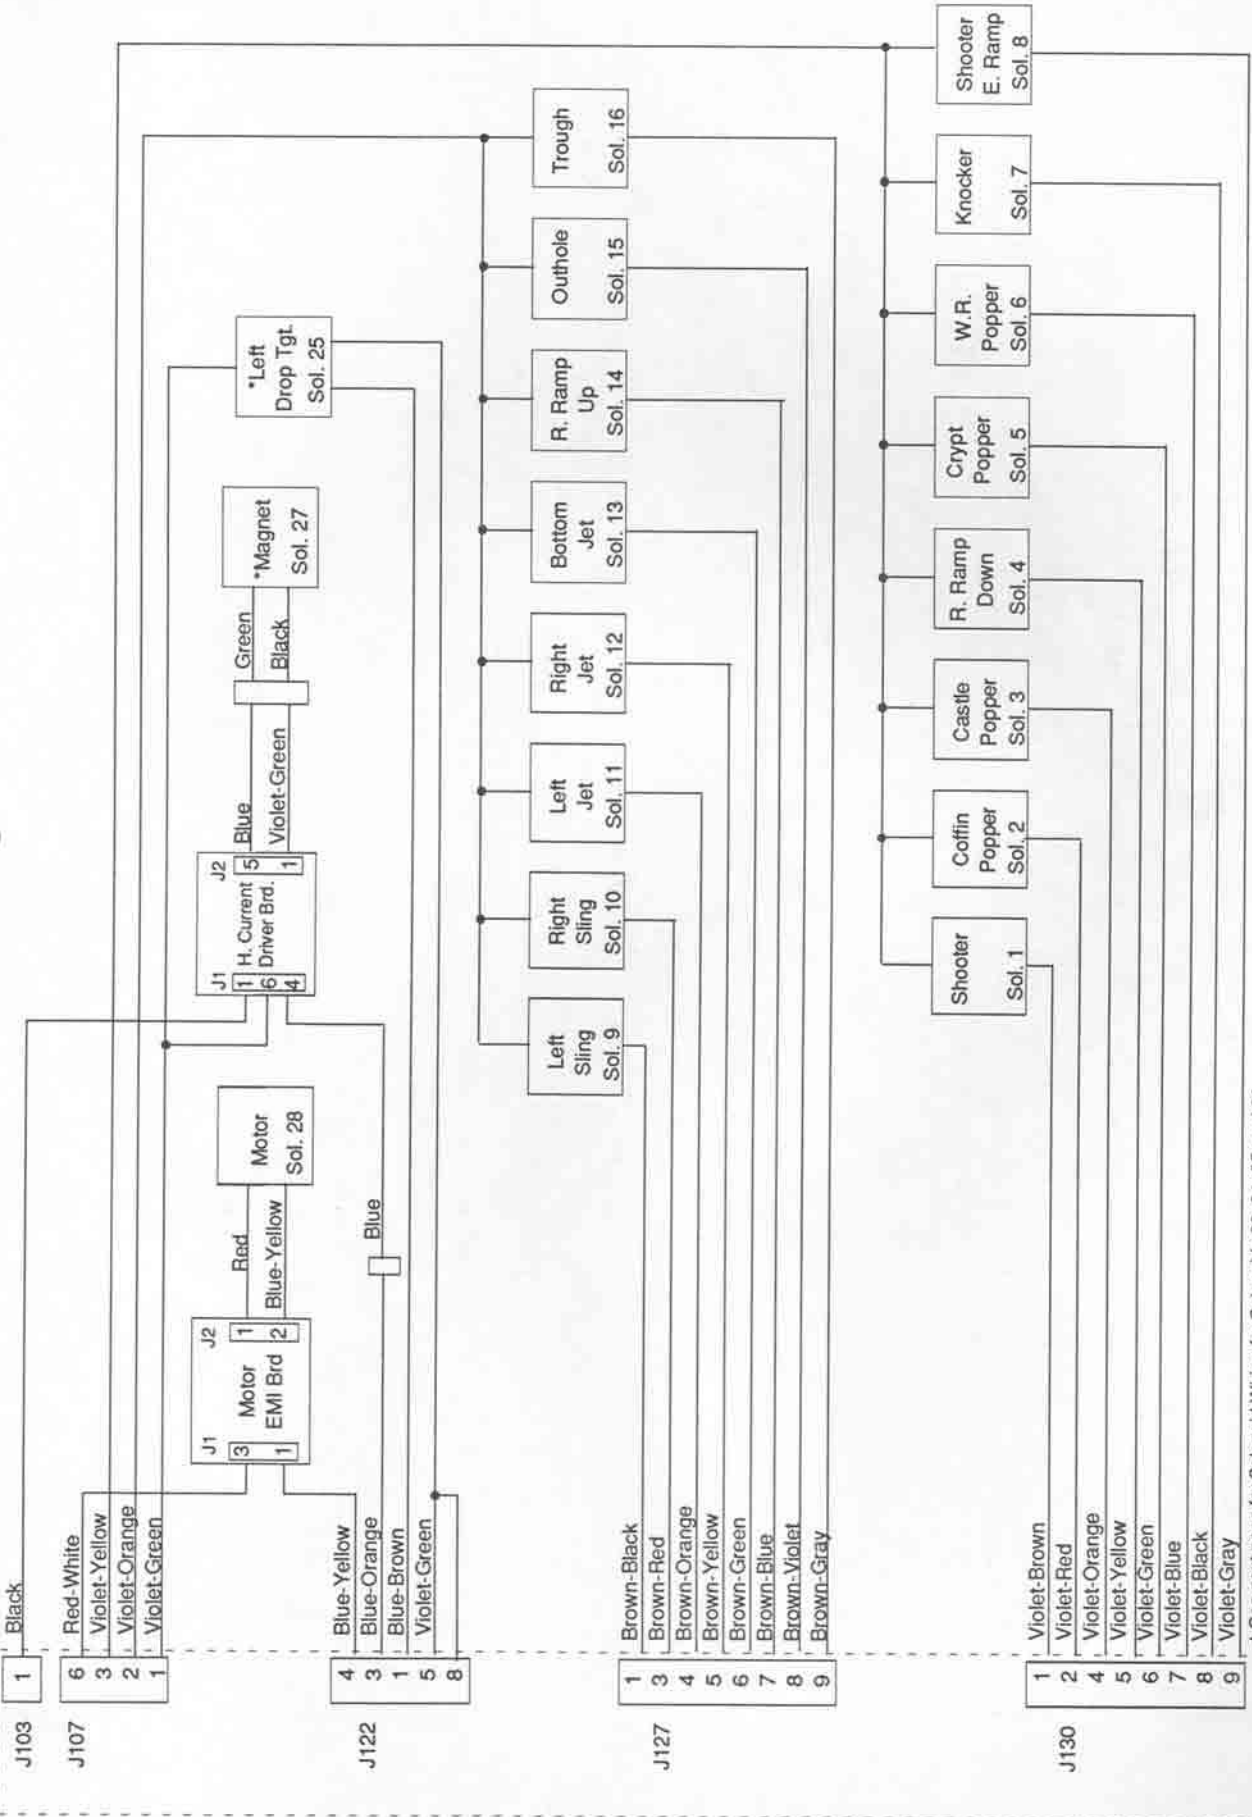 J103
1
Black
J107
6
Red-White
3
Violet-Yellow
2
Violet-Orange
1
Violet-Green
J1
3
1
Motor
EMI Brd
J2
1
2
Red
Blue-Yellow
Motor
Sol. 28
J1
1
6
4
H. Current
Driver Brd.
J2
5
1
Blue
Violet-Green
Green
Black
*Magnet
Sol. 27
*Left
Drop Tgt.
Sol. 25
J122
4
Blue-Yellow
3
Blue-Orange
1
Blue-Brown
5
Violet-Green
8
Blue
Left
Sling
Sol. 9
Right
Sling
Sol. 10
Left
Jet
Sol. 11
Right
Jet
Sol. 12
Bottom
Jet
Sol. 13
R. Ramp
Up
Sol. 14
Outhole
Sol. 15
Trough
Sol. 16
J127
1
Brown-Black
3
Brown-Red
4
Brown-Orange
5
Brown-Yellow
6
Brown-Green
7
Brown-Blue
8
Brown-Violet
9
Brown-Gray
Shooter
Sol. 1
Coffin
Popper
Sol. 2
Castle
Popper
Sol. 3
R. Ramp
Down
Sol. 4
Crypt
Popper
Sol. 5
W.R.
Popper
Sol. 6
Knocker
Sol. 7
Shooter
E. Ramp
Sol. 8
J130
1
Violet-Brown
2
Violet-Red
4
Violet-Orange
5
Violet-Yellow
6
Violet-Green
7
Violet-Blue
8
Violet-Black
9
Violet-Gray